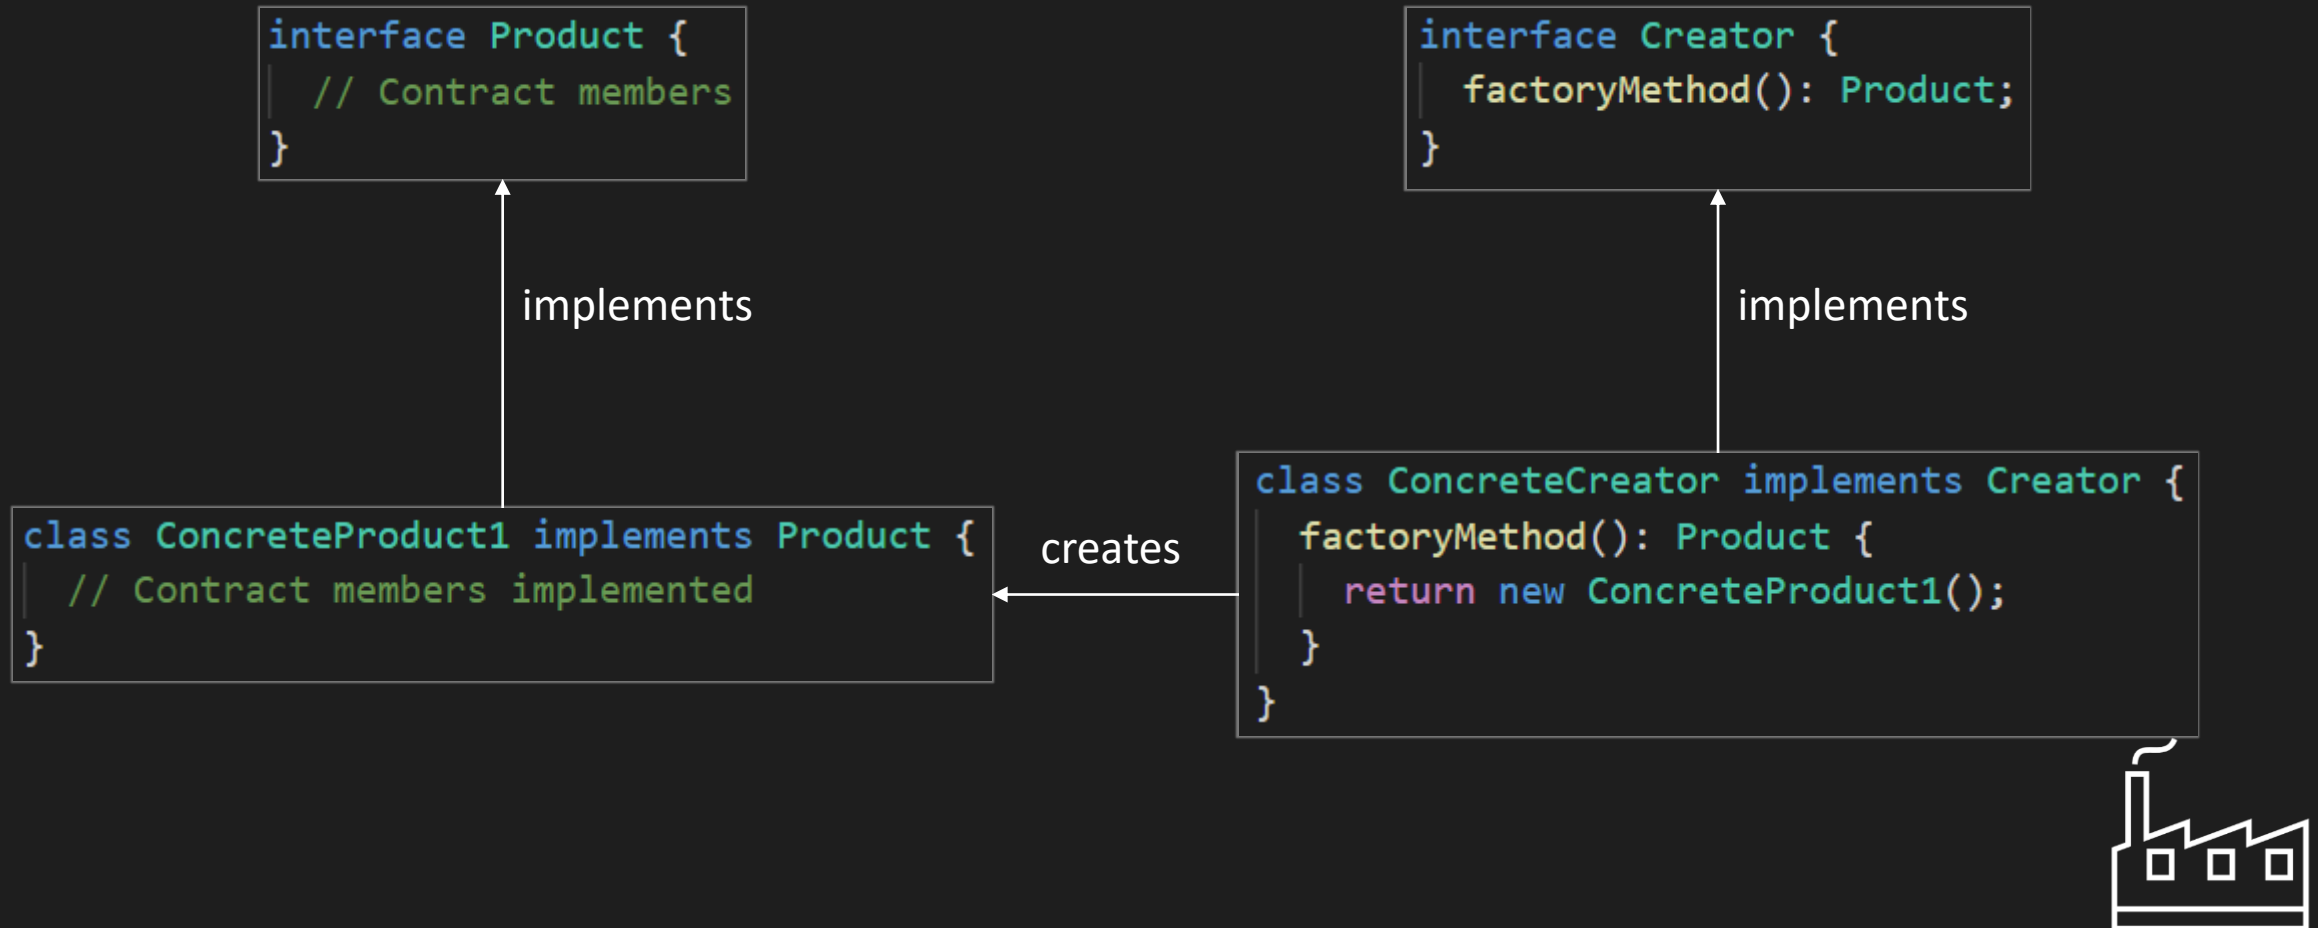 interface Product {
// Contract members
}
interface Creator {
factoryMethod(): Product;
}
implements
implements
class ConcreteProduct1 implements Product {
// Contract members implemented
}
creates
class ConcreteCreator implements Creator {
factoryMethod(): Product {
return new ConcreteProduct1();
}
}